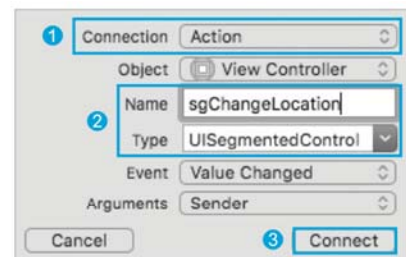 1 Connection Action
Object View Controller
2
Name sgChangeLocation
Type UISegmentedControl
Event Value Changed
Arguments Sender
Cancel 3 Connect